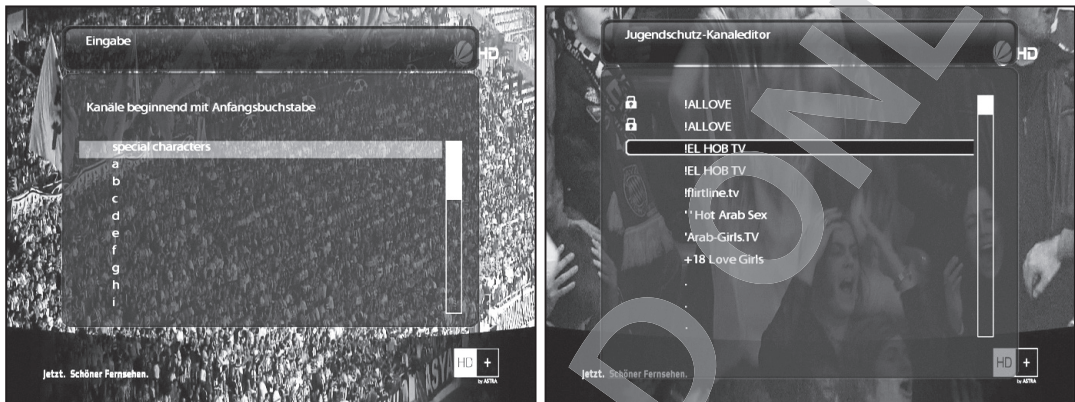 Eingabe
HD
Kanäle beginnend mit Anfangsbuchstabe
special characters
a
b
c
d
e
f
g
h
i
Jetzt. Schöner Fernsehen.
HD +
by ASTRA
Jugendschutz-Kanaleditor
HD
!ALLOVE
!ALLOVE
!EL HOB TV
!EL HOB TV
!flirtline.tv
' ' Hot Arab Sex
'Arab-Girls.TV
+18 Love Girls
.
.
.
Jetzt. Schöner Fernsehen.
HD +
by ASTRA
D ONL